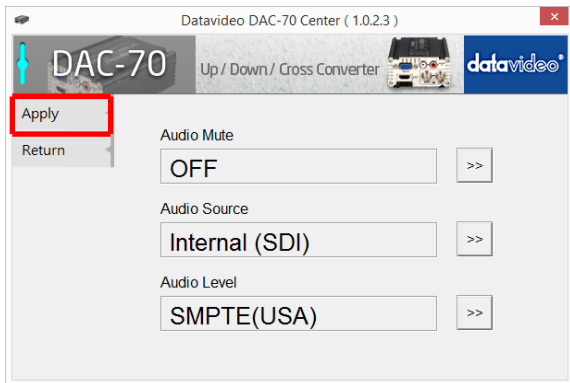 Datavideo DAC-70 Center ( 1.0.2.3 )
×
DAC-70 Up / Down / Cross Converter datavideo
Apply
Return
Audio Mute
OFF >>
Audio Source
Internal (SDI) >>
Audio Level
SMPTE(USA) >>